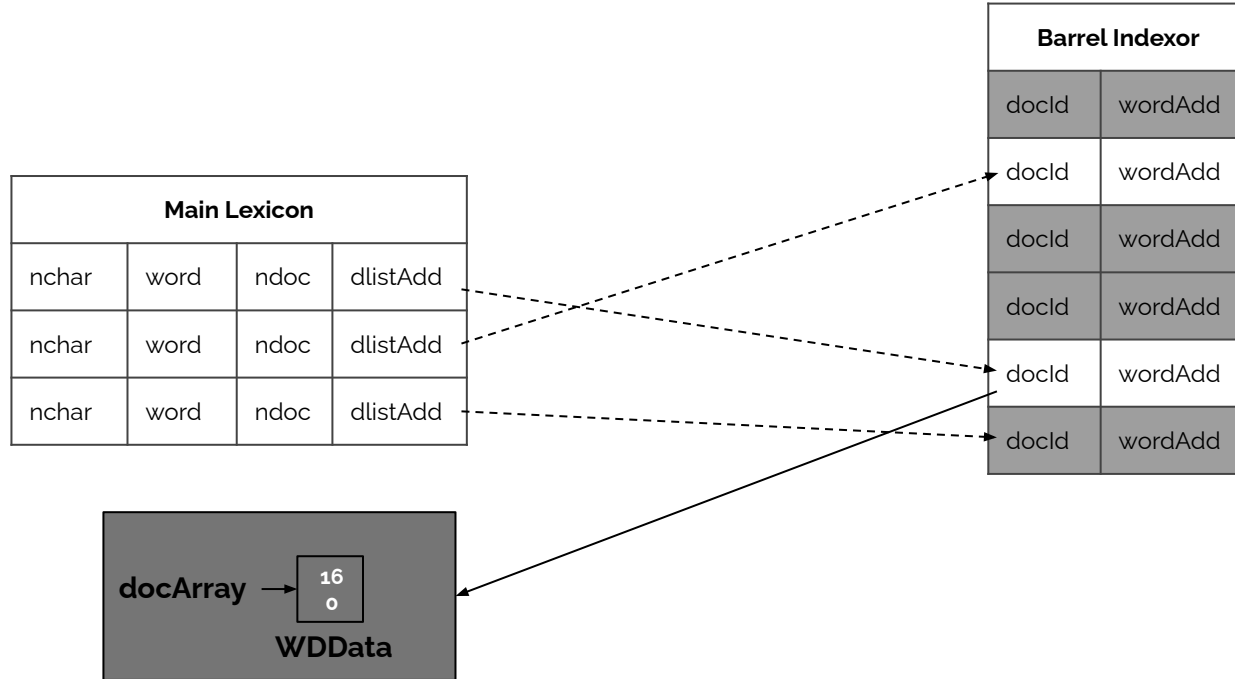 Barrel Indexor
docId wordAdd
docId wordAdd
docId wordAdd
docId wordAdd
docId wordAdd
docId wordAdd
Main Lexicon
nchar word ndoc dlistAdd
nchar word ndoc dlistAdd
nchar word ndoc dlistAdd
docArray
16
0
WDData